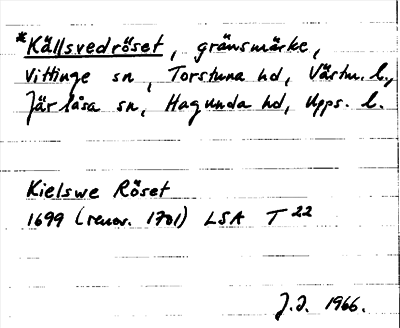 *Källsvedröset, gränsmärke,
Vittinge sn, Torstuna hd, Västm. l.,
Järlåsa sn, Hagunda hd, Upps. l.
Kielswe Röset
1699 (renov. 1701) LSA T 22
J.I. 1966.